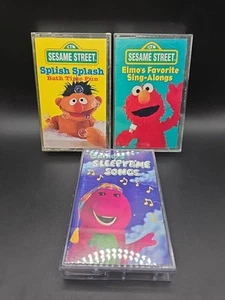 SESAME STREET
Splish Splash
Bath Time Fun
SESAME STREET
Elmo's Favorite
Sing-Alongs
SLEEPYTIME
SONGS